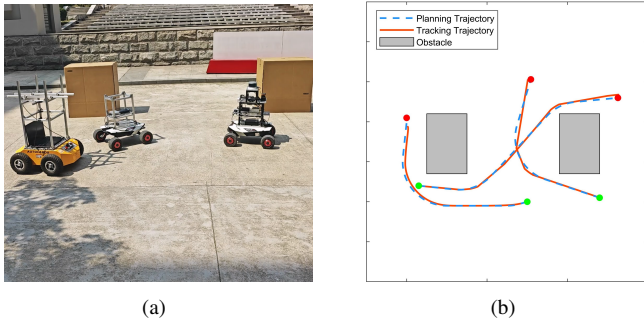 Planning Trajectory
Tracking Trajectory
Obstacle
(a)
(b)